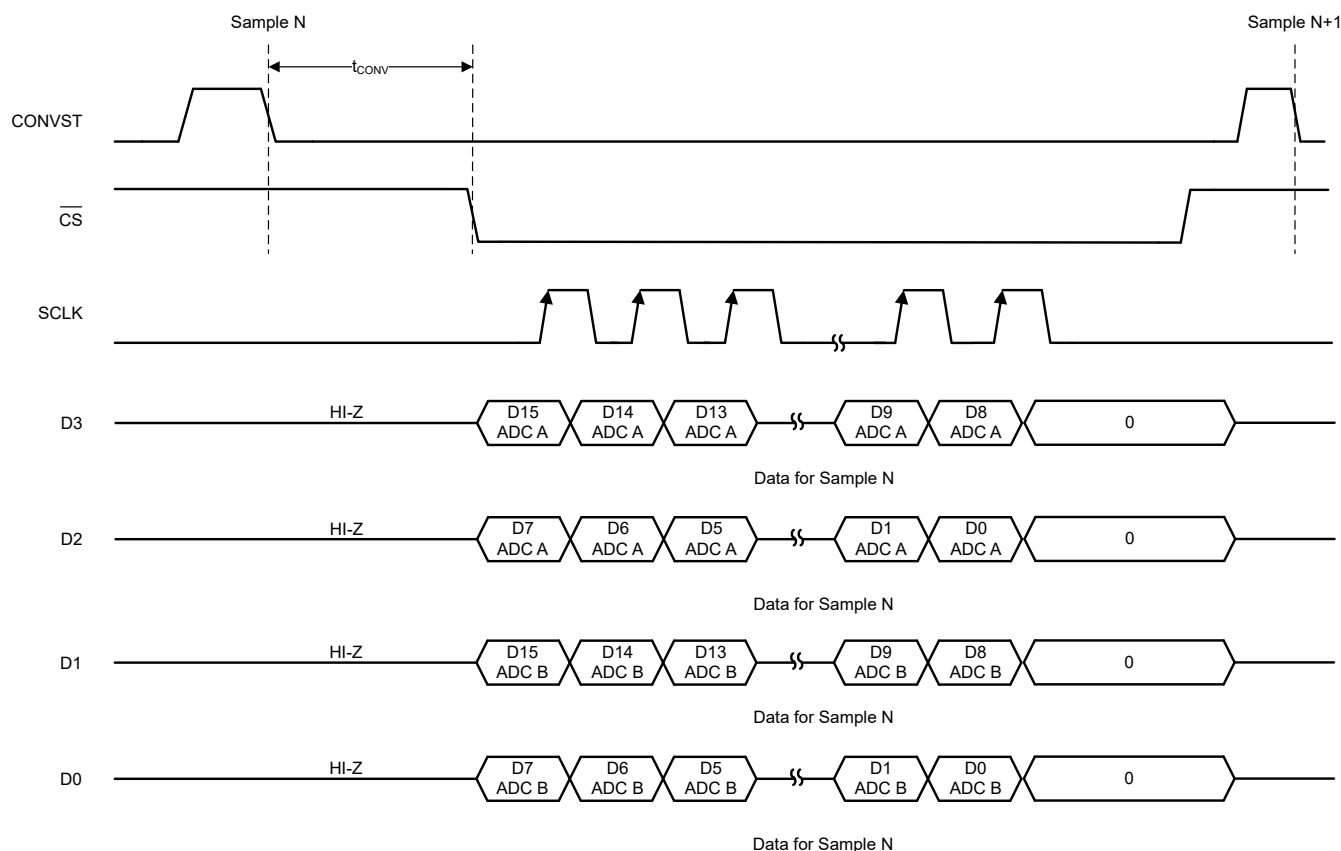 Sample N
Sample N+1
tCONV
CONVST
CS
SCLK
D3
HI-Z
D15
ADC A
D14
ADC A
D13
ADC A
D9
ADC A
D8
ADC A
0
Data for Sample N
D2
HI-Z
D7
ADC A
D6
ADC A
D5
ADC A
D1
ADC A
D0
ADC A
0
Data for Sample N
D1
HI-Z
D15
ADC B
D14
ADC B
D13
ADC B
D9
ADC B
D8
ADC B
0
Data for Sample N
D0
HI-Z
D7
ADC B
D6
ADC B
D5
ADC B
D1
ADC B
D0
ADC B
0
Data for Sample N